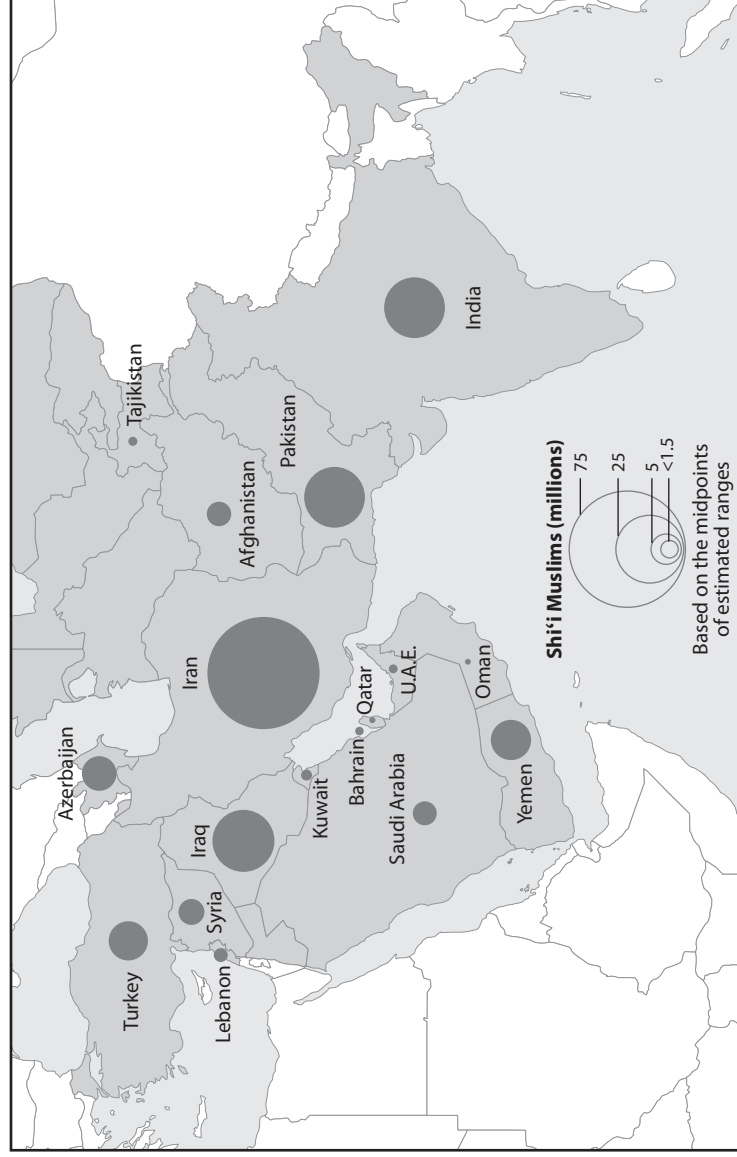 Azerbaijan
Tajikistan
Turkey
Syria
Lebanon
Iraq
Iran
Afghanistan
Pakistan
Kuwait
Bahrain
Qatar
U.A.E.
Saudi Arabia
Oman
Yemen
India
Shi‘i Muslims (millions)
75
25
5
<1.5
Based on the midpoints
of estimated ranges